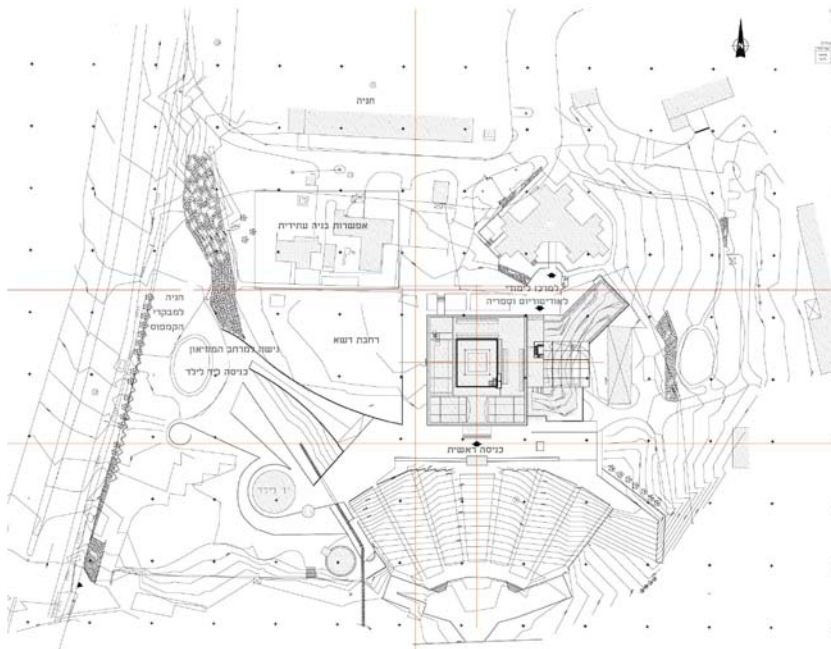 חניה
אפשרות בניה עתידית
למרכז לימודי
לאודיטוריום וספריה
חניה
למבקרי
הקמפוס
רחבת דשא
גישה למרחב המוזיאון
כניסה ליד לילד
כניסה ראשית
יד לילד